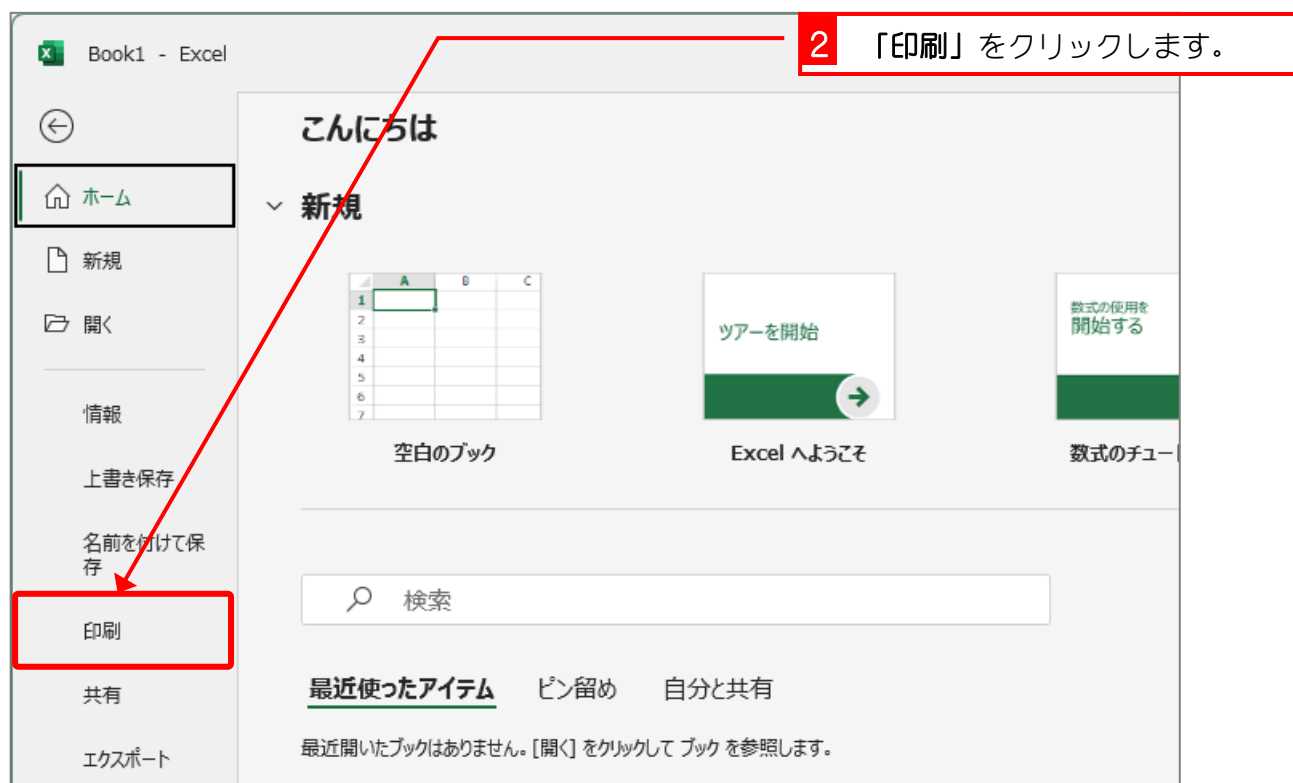 Book1 - Excel
2 「印刷」をクリックします。
こんにちは
ホーム
新規
新規
開く
A B C
1
2
3
4
5
6
7
ツアーを開始
数式の使用を
開始する
空白のブック
Excel へようこそ
数式のチュー
情報
上書き保存
名前を付けて保
存
検索
印刷
最近使ったアイテム ピン留め 自分と共有
共有
最近開いたブックはありません。[開く] をクリックして ブック を参照します。
エクスポート